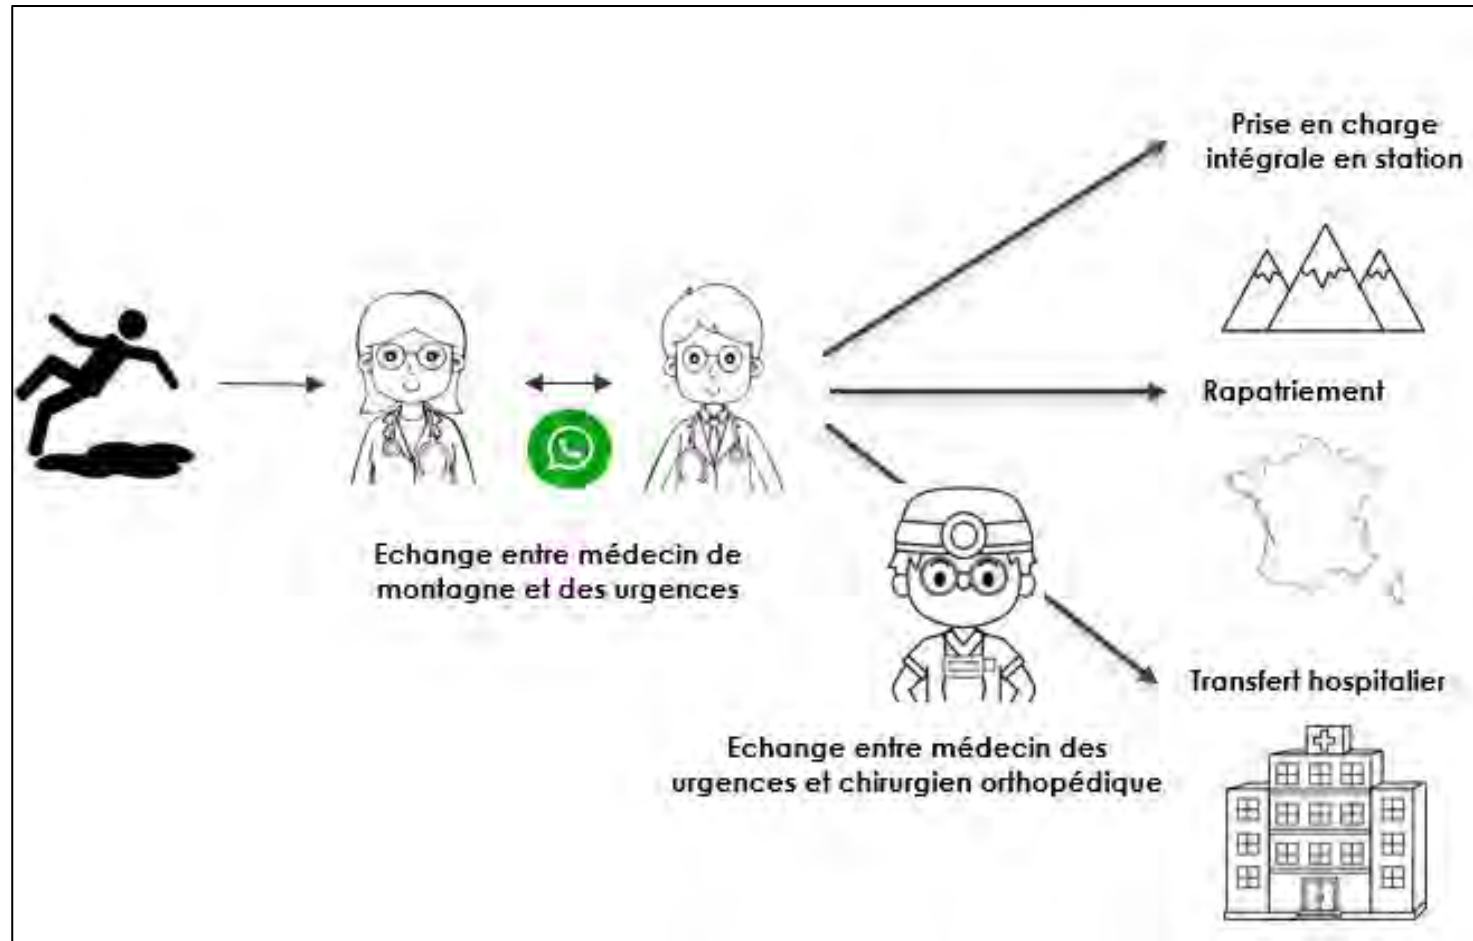 Prise en charge
intégrale en station
Echange entre médecin de
montagne et des urgences
Rapatriement
Echange entre médecin des
urgences et chirurgien orthopédique
Transfert hospitalier